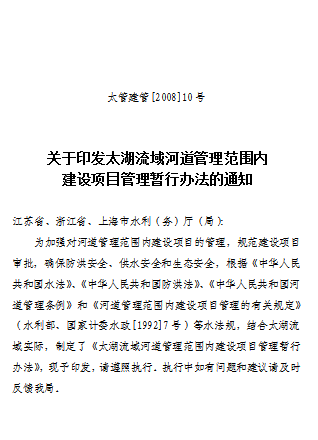 太管建管[2008]10号
关于印发太湖流域河道管理范围内
建设项目管理暂行办法的通知
江苏省、浙江省、上海市水利（务）厅（局）：
为加强对河道管理范围内建设项目的管理，规范建设项目
审批，确保防洪安全、供水安全和生态安全，根据《中华人民
共和国水法》、《中华人民共和国防洪法》、《中华人民共和国河
道管理条例》和《河道管理范围内建设项目管理的有关规定》
（水利部、国家计委水政[1992]7号）等水法规，结合太湖流
域实际，制定了《太湖流域河道管理范围内建设项目管理暂行
办法》，现予印发，请遵照执行。执行中如有问题和建议请及时
反馈我局。